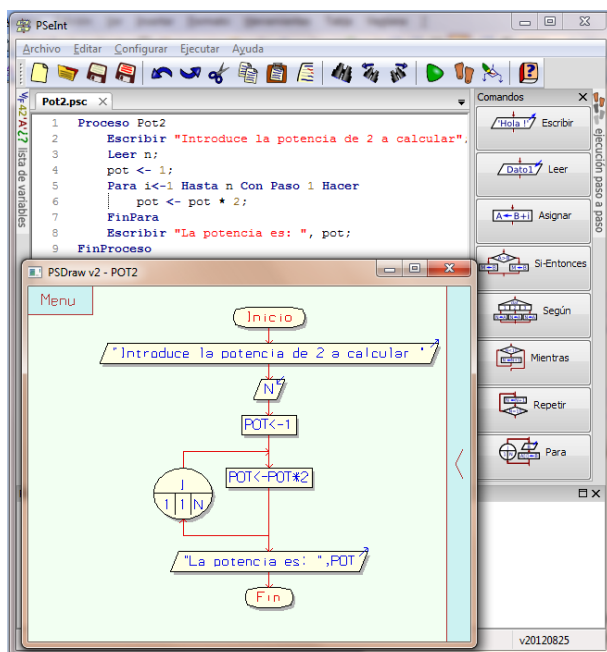 PSeInt
Archivo Editar Configurar Ejecutar Ayuda
Pot2.psc
Comandos
1 Proceso Pot2
2 Escribir "Introduce la potencia de 2 a calcular",
3 Leer n;
4 pot <- 1;
5 Para i<-1 Hasta n Con Paso 1 Hacer
6 pot <- pot * 2;
7 FinPara
8 Escribir "La potencia es: ", pot;
9 FinProceso
lista de variables
ejecución paso a paso
'Hola !' Escribir
Dato1 Leer
A←B+i Asignar
Si-Entonces
Según
Mientras
Repetir
Para
PSDraw v2 - POT2
Menu
Inicio
"Introduce la potencia de 2 a calcular "
N
POT<-1
I
1 1 N
POT<-POT*2
"La potencia es: ",POT
Fin
v20120825